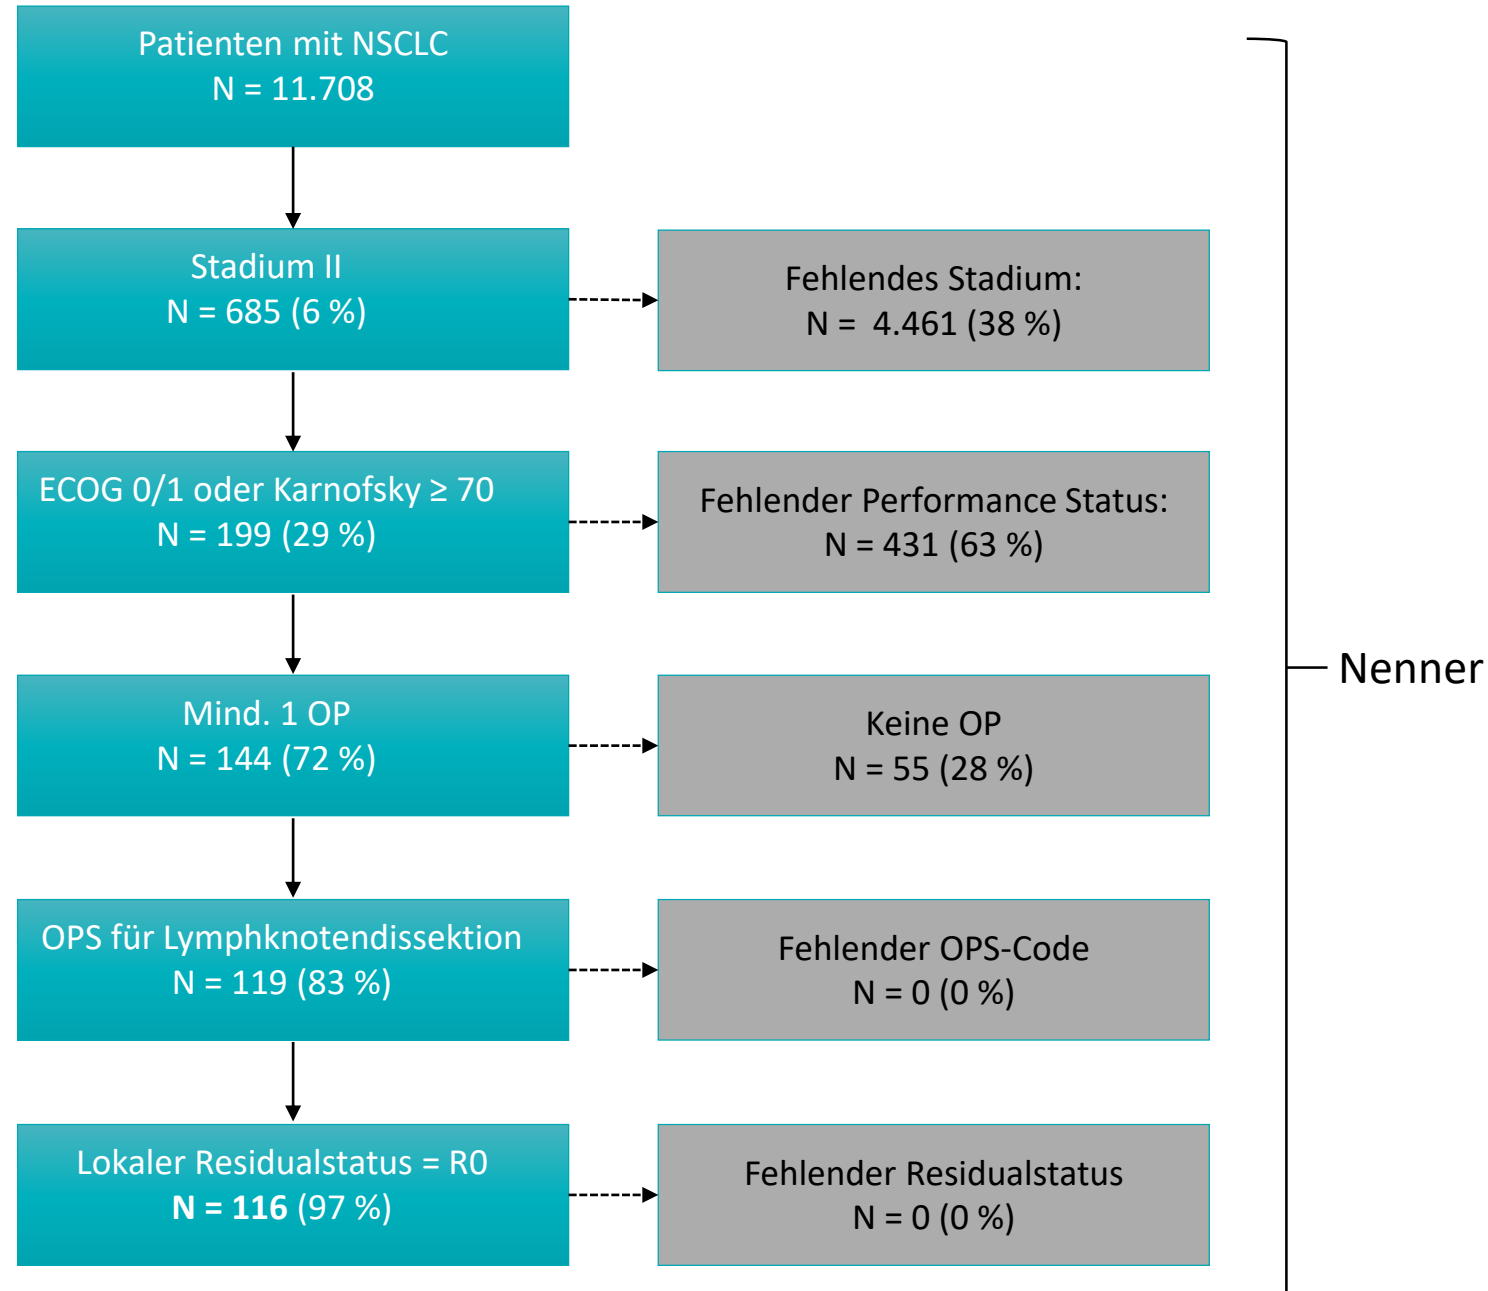 Patienten mit NSCLC
N = 11.708
Stadium II
N = 685 (6 %)
Fehlendes Stadium:
N =  4.461 (38 %)
ECOG 0/1 oder Karnofsky ≥ 70
N = 199 (29 %)
Fehlender Performance Status:
N = 431 (63 %)
Nenner
Mind. 1 OP
N = 144 (72 %)
Keine OP
N = 55 (28 %)
OPS für Lymphknotendissektion
N = 119 (83 %)
Fehlender OPS-Code
N = 0 (0 %)
Lokaler Residualstatus = R0
N = 116 (97 %)
Fehlender Residualstatus
N = 0 (0 %)